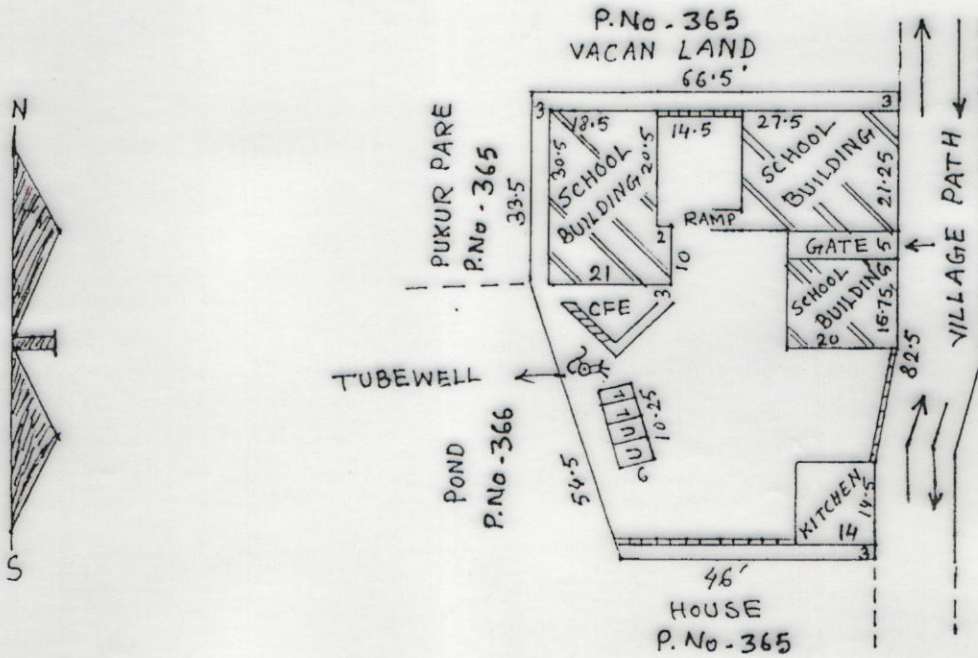 P.No - 365
VACAN LAND
66.5'
N
S
PUKUR PARE
P.No - 365
33.5
3
3
18.5
14.5
27.5
30.5
SCHOOL
BUILDING
20.5
SCHOOL
BUILDING
21.25
RAMP
2
10
21
3
GATE 5
CFE
SCHOOL
BUILDING
16.75
20
82.5
VILLAGE PATH
TUBEWELL
POND
P.No - 366
54.5
U U L L
10.25
6
KITCHEN
14.5
14
3
46'
HOUSE
P.No - 365